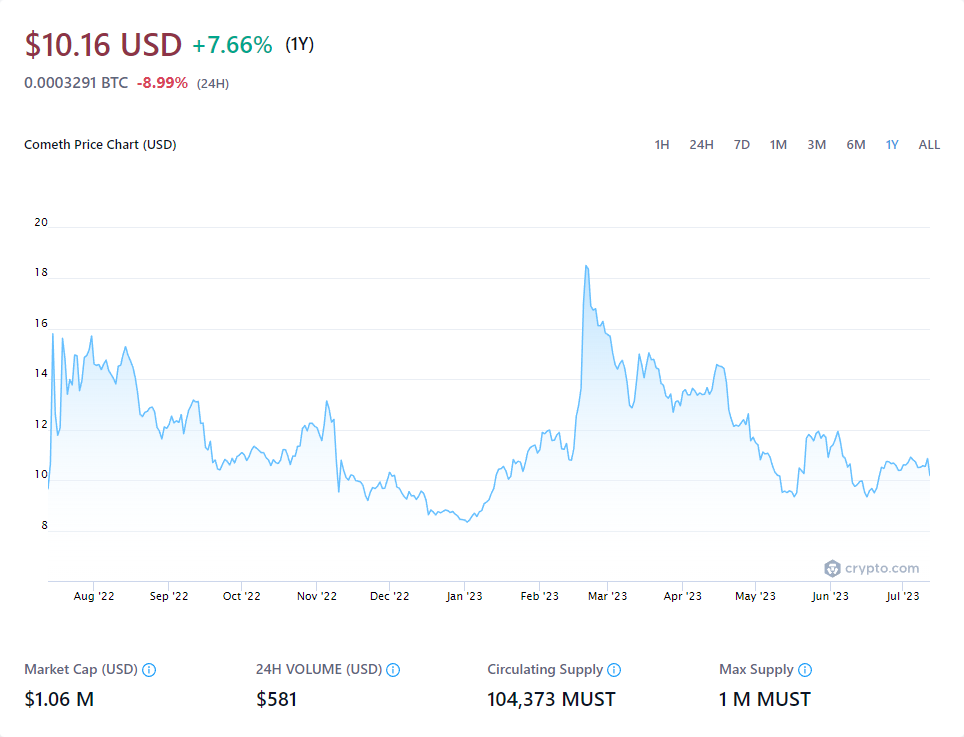 $10.16 USD +7.66% (1Y)
0.0003291 BTC -8.99% (24H)
Cometh Price Chart (USD) 1H 24H 7D 1M 3M 6M 1Y ALL
20
18
16
14
12
10
8
crypto.com
Aug '22 Sep '22 Oct '22 Nov '22 Dec '22 Jan '23 Feb '23 Mar '23 Apr '23 May '23 Jun '23 Jul '23
Market Cap (USD) 24H VOLUME (USD) Circulating Supply Max Supply
$1.06 M $581 104,373 MUST 1 M MUST